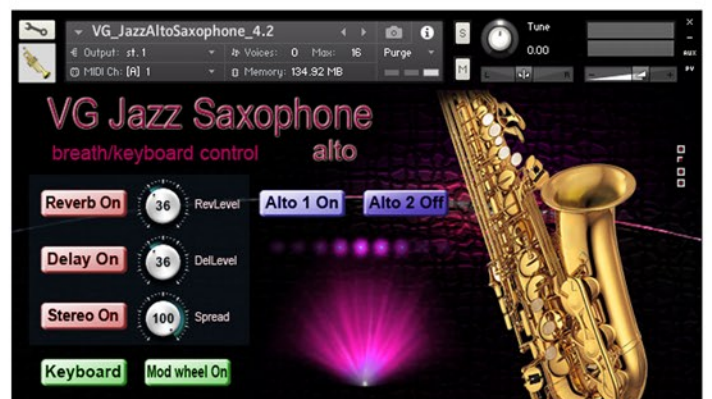 VG_JazzAltoSaxophone_4.2
Output: st.1 Voices: 0 Max: 16 Purge
MIDI Ch: [A] 1 Memory: 134.92 MB
S
M
Tune
0.00
L R - +
×
-
AUX
PV
VG Jazz Saxophone
breath/keyboard control alto
Reverb On 36 RevLevel Alto 1 On Alto 2 Off
Delay On 36 DelLevel
Stereo On 100 Spread
Keyboard Mod wheel On